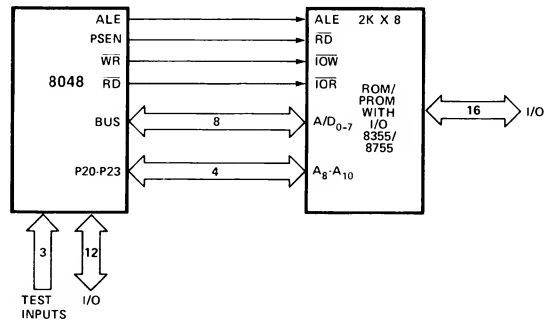 ALE
PSEN
WR
RD
8048
BUS
P20-P23
8
4
ALE 2K X 8
RD
IOW
IOR
ROM/
PROM
WITH
I/O
8355/
8755
A/D0-7
A8-A10
16
I/O
3
12
TEST
INPUTS
I/O